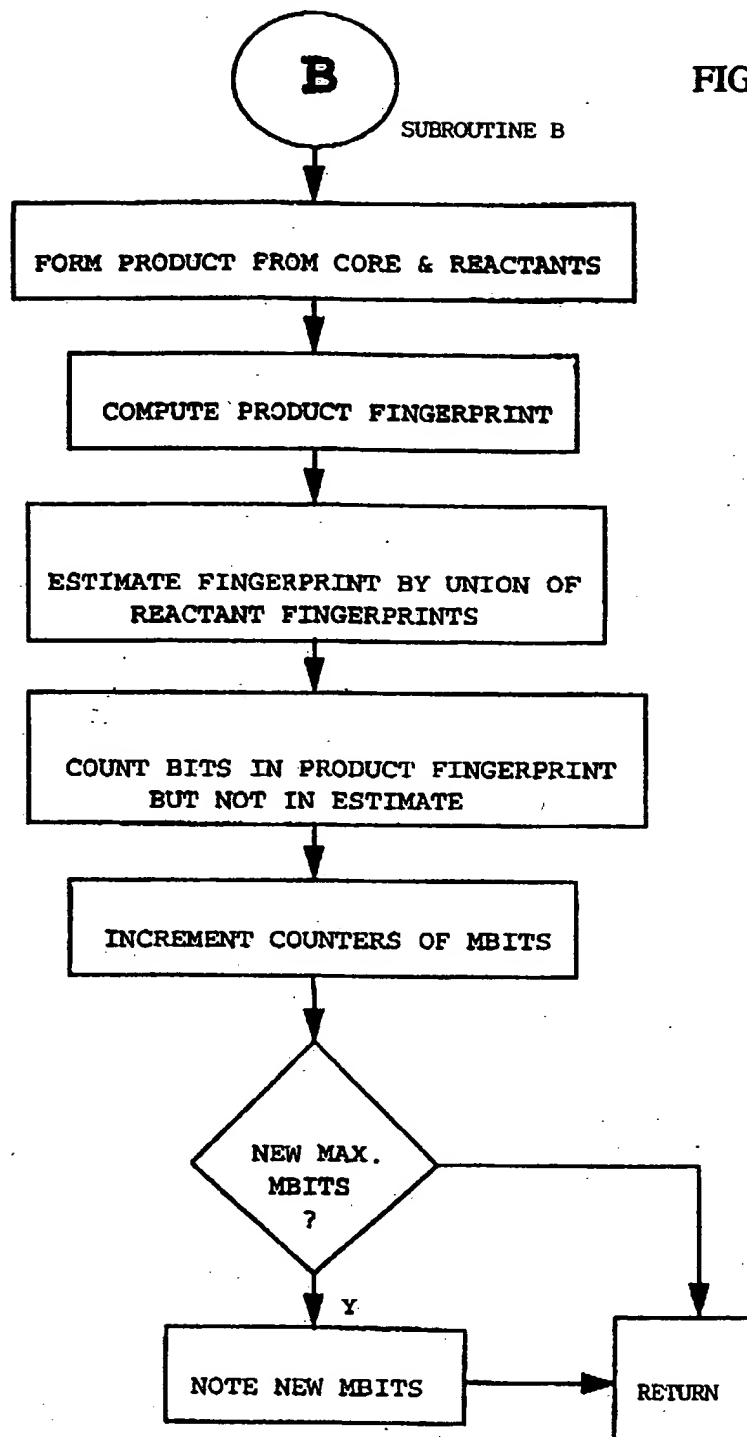 B
FIG
SUBROUTINE B
FORM PRODUCT FROM CORE & REACTANTS
COMPUTE PRODUCT FINGERPRINT
ESTIMATE FINGERPRINT BY UNION OF
REACTANT FINGERPRINTS
COUNT BITS IN PRODUCT FINGERPRINT
BUT NOT IN ESTIMATE
INCREMENT COUNTERS OF MBITS
NEW MAX.
MBITS
?
Y
NOTE NEW MBITS
RETURN